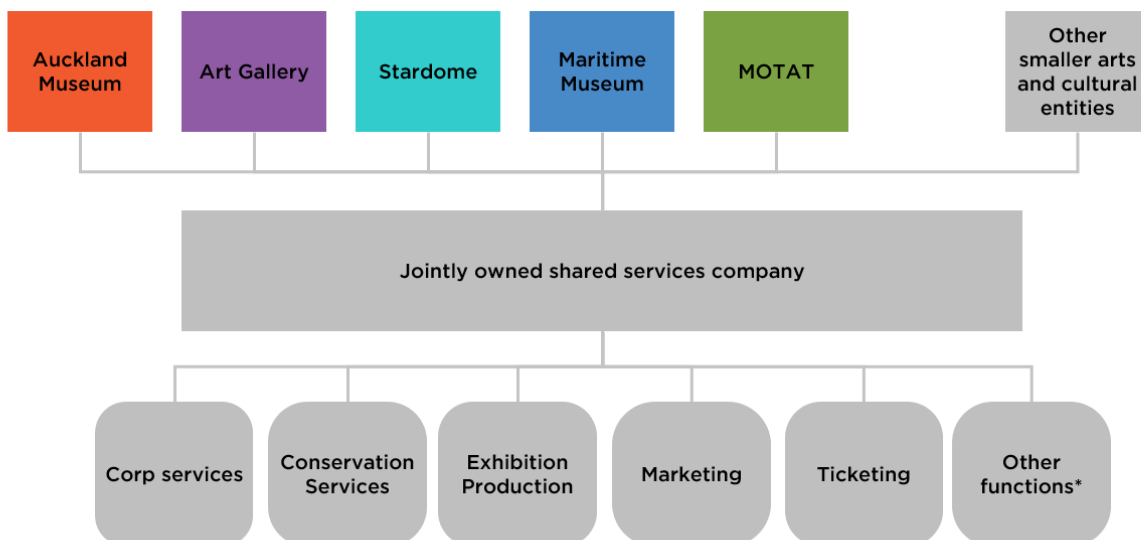 Auckland
Museum
Art Gallery
Stardome
Maritime
Museum
MOTAT
Other
smaller arts
and cultural
entities
Jointly owned shared services company
Corp services
Conservation
Services
Exhibition
Production
Marketing
Ticketing
Other
functions*